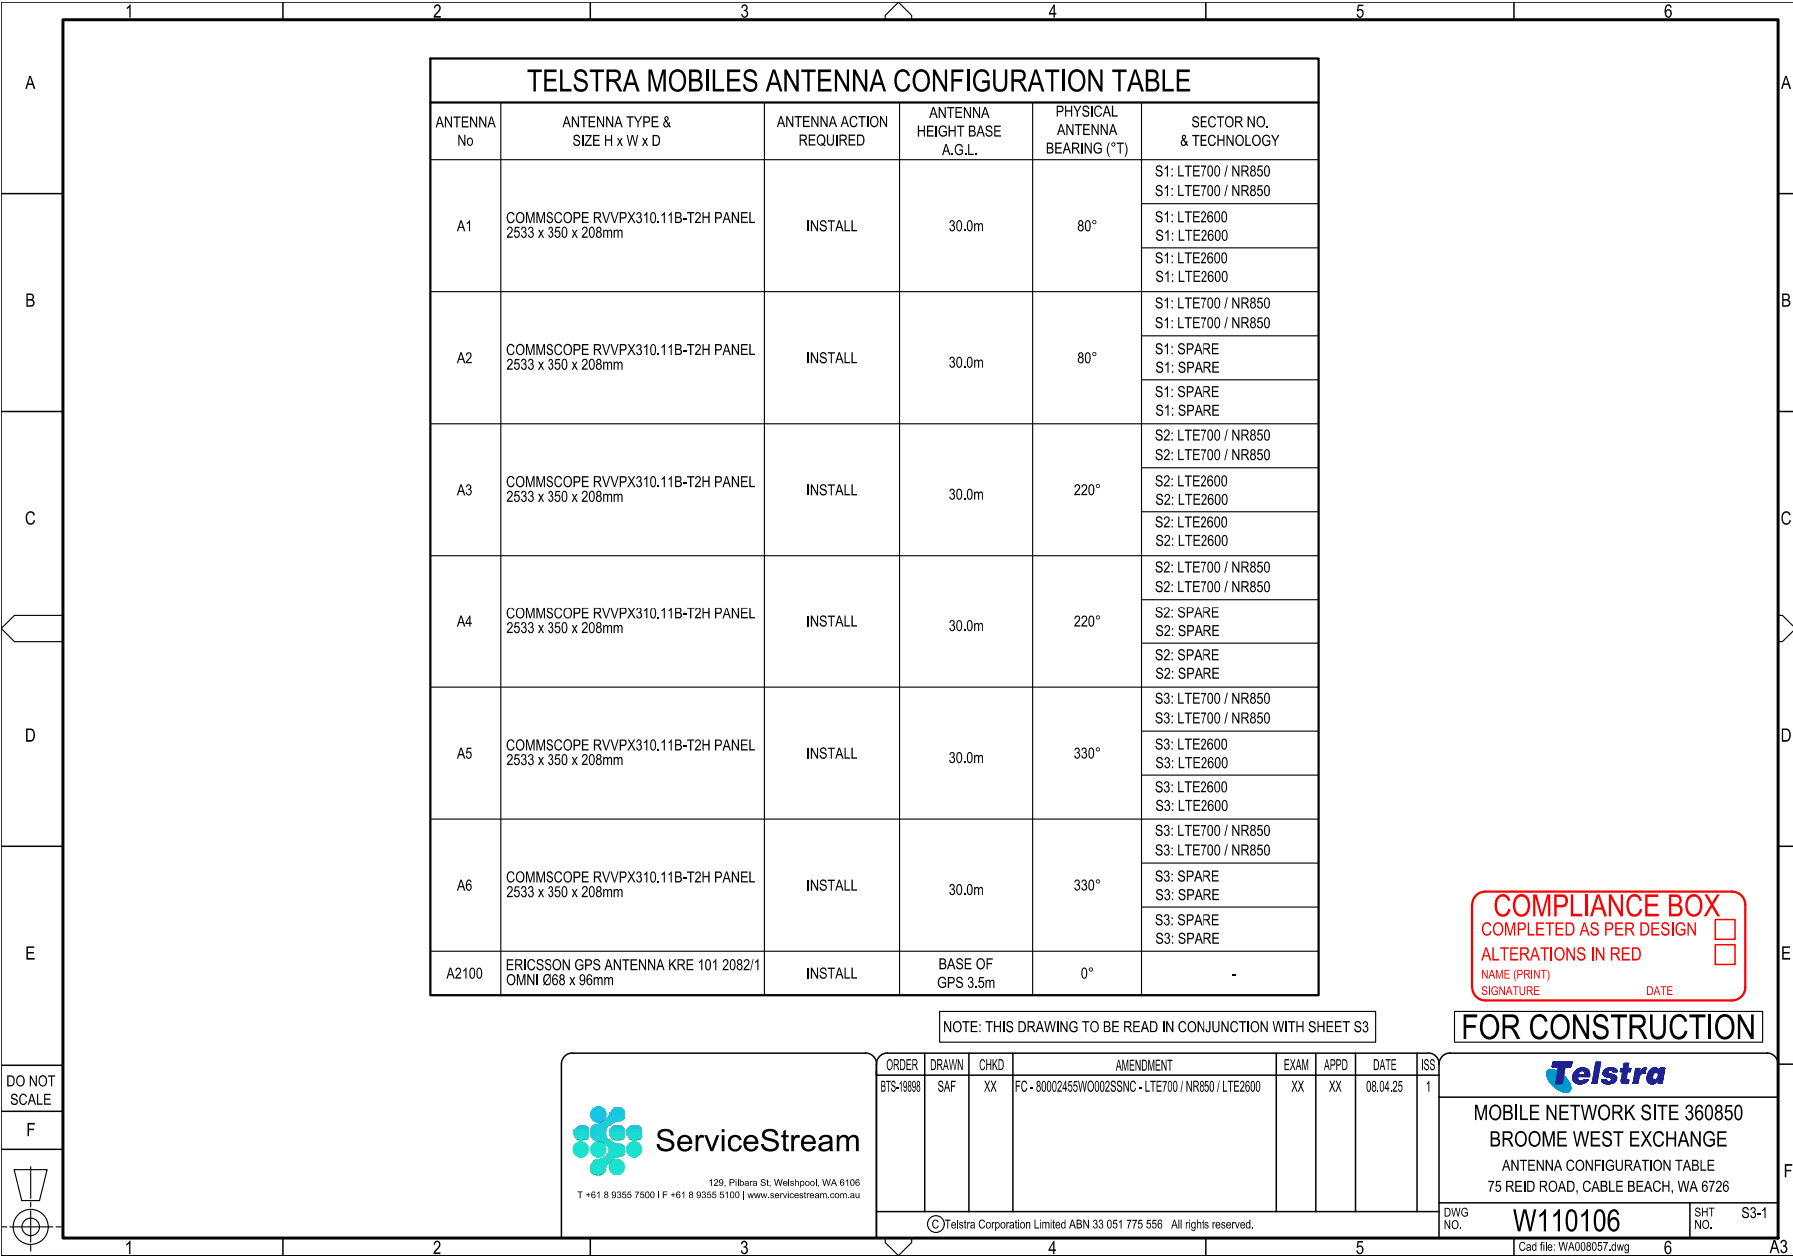 1 2 3 4 5 6
A A
B B
C C
D D
E E
F F
TELSTRA MOBILES ANTENNA CONFIGURATION TABLE
ANTENNA No ANTENNA TYPE & SIZE H x W x D ANTENNA ACTION REQUIRED ANTENNA HEIGHT BASE A.G.L. PHYSICAL ANTENNA BEARING (°T) SECTOR NO. & TECHNOLOGY
A1 COMMSCOPE RVVPX310.11B-T2H PANEL 2533 x 350 x 208mm INSTALL 30.0m 80°
S1: LTE700 / NR850
S1: LTE700 / NR850
S1: LTE2600
S1: LTE2600
S1: LTE2600
S1: LTE2600
A2 COMMSCOPE RVVPX310.11B-T2H PANEL 2533 x 350 x 208mm INSTALL 30.0m 80°
S1: LTE700 / NR850
S1: LTE700 / NR850
S1: SPARE
S1: SPARE
S1: SPARE
S1: SPARE
A3 COMMSCOPE RVVPX310.11B-T2H PANEL 2533 x 350 x 208mm INSTALL 30.0m 220°
S2: LTE700 / NR850
S2: LTE700 / NR850
S2: LTE2600
S2: LTE2600
S2: LTE2600
S2: LTE2600
A4 COMMSCOPE RVVPX310.11B-T2H PANEL 2533 x 350 x 208mm INSTALL 30.0m 220°
S2: LTE700 / NR850
S2: LTE700 / NR850
S2: SPARE
S2: SPARE
S2: SPARE
S2: SPARE
A5 COMMSCOPE RVVPX310.11B-T2H PANEL 2533 x 350 x 208mm INSTALL 30.0m 330°
S3: LTE700 / NR850
S3: LTE700 / NR850
S3: LTE2600
S3: LTE2600
S3: LTE2600
S3: LTE2600
A6 COMMSCOPE RVVPX310.11B-T2H PANEL 2533 x 350 x 208mm INSTALL 30.0m 330°
S3: LTE700 / NR850
S3: LTE700 / NR850
S3: SPARE
S3: SPARE
S3: SPARE
S3: SPARE
A2100 ERICSSON GPS ANTENNA KRE 101 2082/1 OMNI Ø68 x 96mm INSTALL BASE OF GPS 3.5m 0° -
COMPLIANCE BOX
COMPLETED AS PER DESIGN
ALTERATIONS IN RED
NAME (PRINT)
SIGNATURE DATE
NOTE: THIS DRAWING TO BE READ IN CONJUNCTION WITH SHEET S3
FOR CONSTRUCTION
DO NOT
SCALE
ServiceStream
129, Pilbara St, Welshpool, WA 6106
T +61 8 9355 7500 I F +61 8 9355 5100 | www.servicestream.com.au
ORDER DRAWN CHKD AMENDMENT EXAM APPD DATE ISS
BTS-19898 SAF XX FC - 80002455WO002SSNC - LTE700 / NR850 / LTE2600 XX XX 08.04.25 1
© Telstra Corporation Limited ABN 33 051 775 556 All rights reserved.
Telstra
MOBILE NETWORK SITE 360850
BROOME WEST EXCHANGE
ANTENNA CONFIGURATION TABLE
75 REID ROAD, CABLE BEACH, WA 6726
DWG NO. W110106 SHT NO. S3-1
Cad file: WA008057.dwg
1 2 3 4 5 6 A3